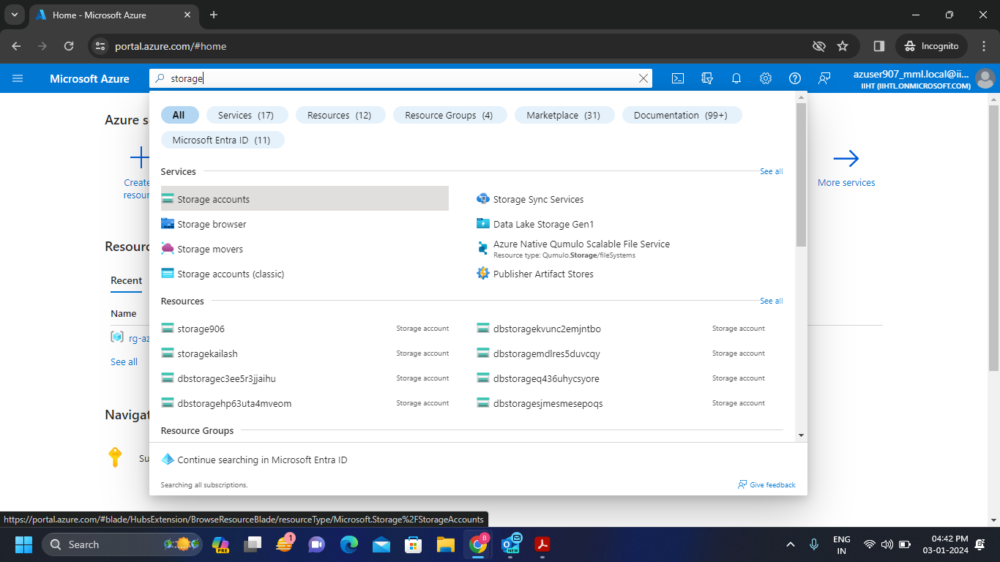 Home - Microsoft Azure
portal.azure.com/#home
Incognito
Microsoft Azure
storage
azuser907_mml.local@ii...
IIHT (IIHTL.ONMICROSOFT.COM)
All
Services (17)
Resources (12)
Resource Groups (4)
Marketplace (31)
Documentation (99+)
Microsoft Entra ID (11)
Azure s
Create
resou
More services
Services
See all
Storage accounts
Storage Sync Services
Storage browser
Data Lake Storage Gen1
Storage movers
Azure Native Qumulo Scalable File Service
Resource type: Qumulo.Storage/fileSystems
Storage accounts (classic)
Publisher Artifact Stores
Resour
Recent
Name
rg-az
See all
Resources
See all
storage906 Storage account
dbstoragekvunc2emjntbo Storage account
storagekailash Storage account
dbstoragemdlres5duvcqy Storage account
dbstoragec3ee5r3jjaihu Storage account
dbstorageq436uhycsyore Storage account
dbstoragehp63uta4mveom Storage account
dbstoragesjmesmesepoqs Storage account
Navigat
Su
Resource Groups
Continue searching in Microsoft Entra ID
Searching all subscriptions.
Give feedback
https://portal.azure.com/#blade/HubsExtension/BrowseResourceBlade/resourceType/Microsoft.Storage%2FStorageAccounts
Search
PRE
1
B
NEW
ENG
IN
04:42 PM
03-01-2024